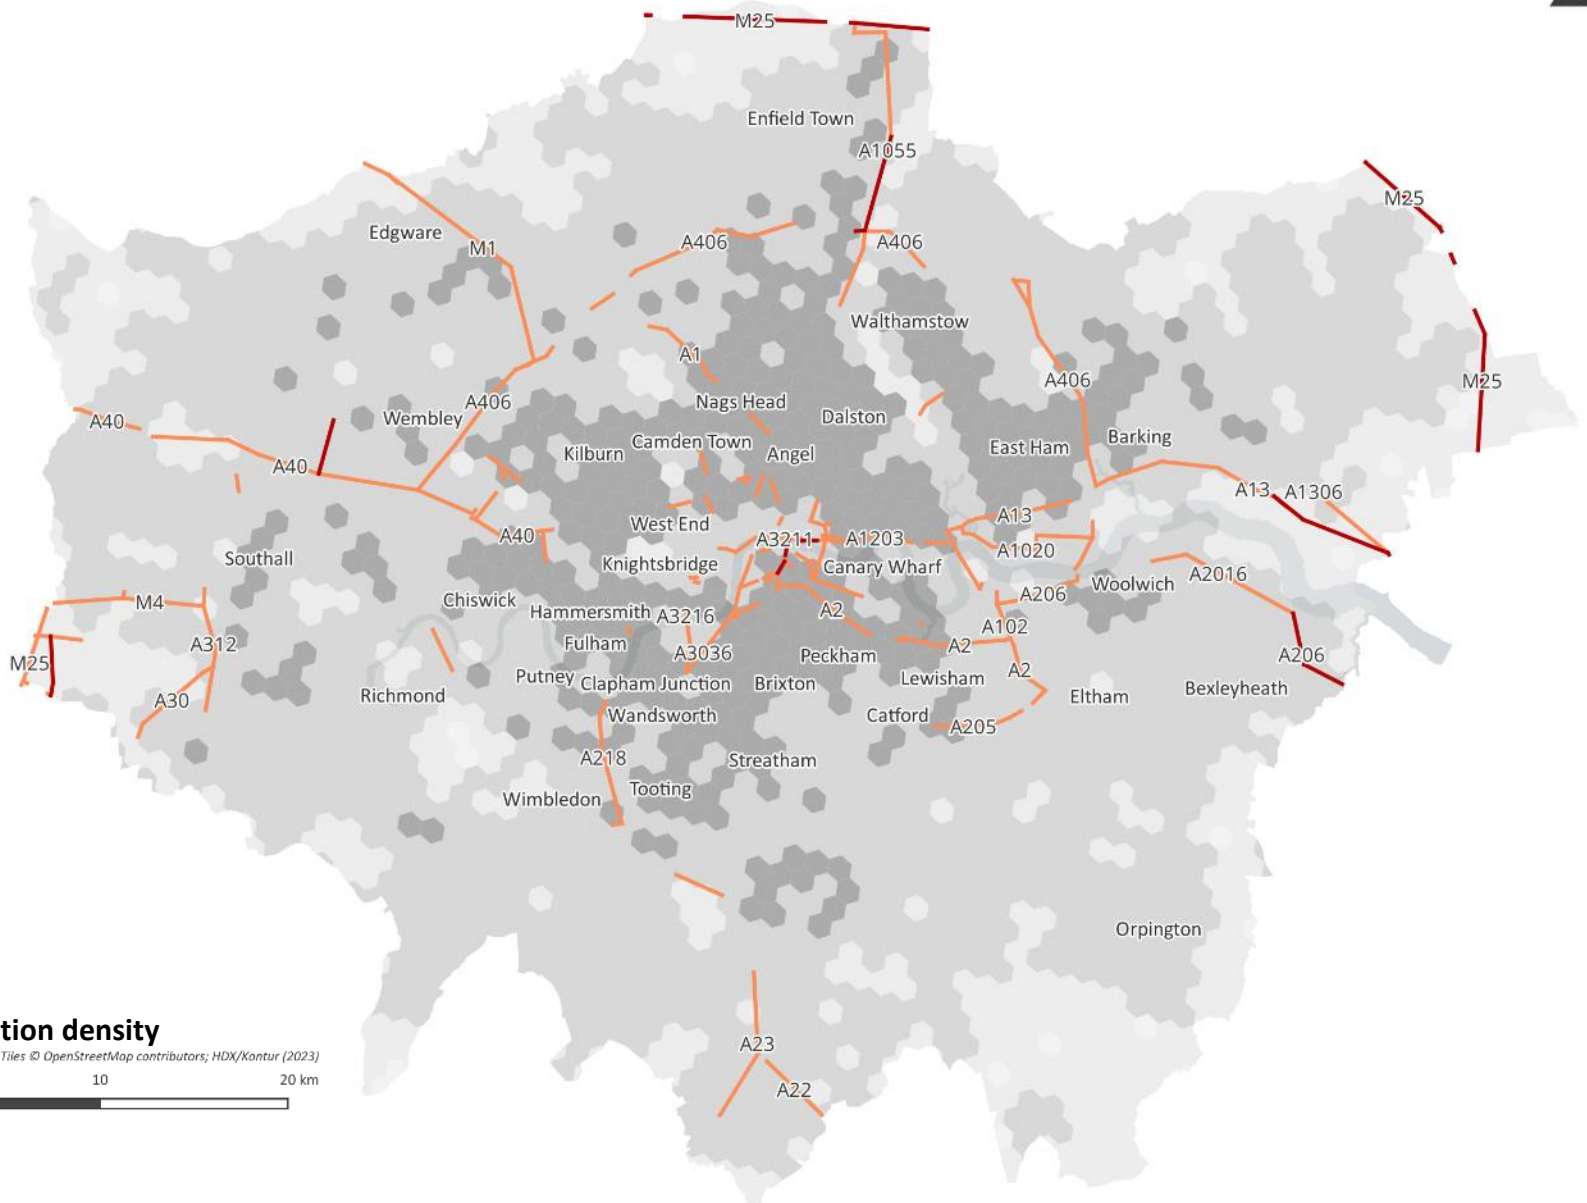 M25
Enfield Town
A1055
M25
Edgware
M1
A406
A406
Walthamstow
A1
A406
M25
A406
Nags Head
Wembley
Dalston
A40
Camden Town
Barking
East Ham
Kilburn
Angel
A40
A13
A1306
A13
West End
A40
A3211
A1203
A1020
Southall
Knightsbridge
Canary Wharf
A2016
Woolwich
A206
M4
Chiswick
Hammersmith
A3216
A2
A102
A312
Fulham
A3036
Peckham
A2
A206
M25
A2
Putney
Clapham Junction
Brixton
Lewisham
Richmond
Eltham
Bexleyheath
A30
Wandsworth
Catford
A205
A218
Streatham
Tooting
Wimbledon
Orpington
tion density
Tiles © OpenStreetMap contributors; HDX/Kontur (2023)
A23
10
20 km
A22